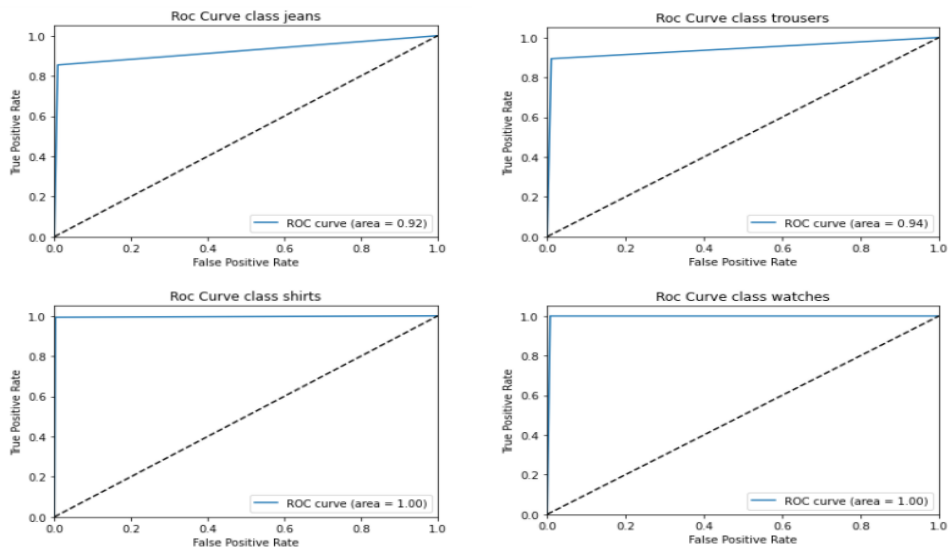 Roc Curve class jeans
1.0
0.8
0.6
0.4
0.2
0.0
True Positive Rate
ROC curve (area = 0.92)
0.0 0.2 0.4 0.6 0.8 1.0
False Positive Rate
Roc Curve class trousers
1.0
0.8
0.6
0.4
0.2
0.0
True Positive Rate
ROC curve (area = 0.94)
0.0 0.2 0.4 0.6 0.8 1.0
False Positive Rate
Roc Curve class shirts
1.0
0.8
0.6
0.4
0.2
0.0
True Positive Rate
ROC curve (area = 1.00)
0.0 0.2 0.4 0.6 0.8 1.0
False Positive Rate
Roc Curve class watches
1.0
0.8
0.6
0.4
0.2
0.0
True Positive Rate
ROC curve (area = 1.00)
0.0 0.2 0.4 0.6 0.8 1.0
False Positive Rate